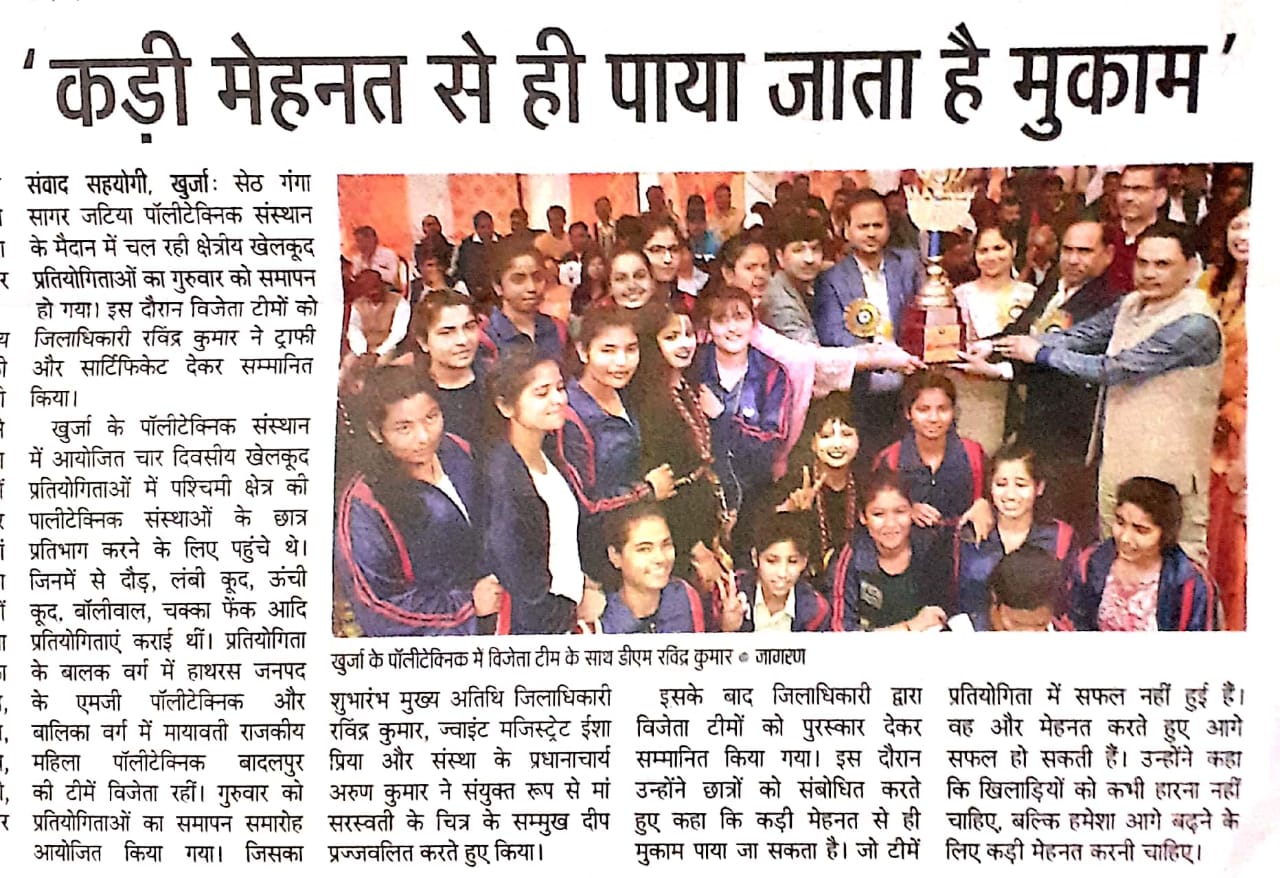 'कड़ी मेहनत से ही पाया जाता है मुकाम'
संवाद सहयोगी, खुर्जाः सेठ गंगा
सागर जटिया पॉलीटेक्निक संस्थान
के मैदान में चल रही क्षेत्रीय खेलकूद
प्रतियोगिताओं का गुरुवार को समापन
हो गया। इस दौरान विजेता टीमों को
जिलाधिकारी रविंद्र कुमार ने ट्राफी
और सार्टिफिकेट देकर सम्मानित
किया।
खुर्जा के पॉलीटेक्निक संस्थान
में आयोजित चार दिवसीय खेलकूद
प्रतियोगिताओं में पश्चिमी क्षेत्र की
पालीटेक्निक संस्थाओं के छात्र
प्रतिभाग करने के लिए पहुंचे थे।
जिनमें से दौड़, लंबी कूद, ऊंची
कूद, बॉलीवाल, चक्का फेंक आदि
प्रतियोगिताएं कराई थीं। प्रतियोगिता
के बालक वर्ग में हाथरस जनपद
के एमजी पॉलीटेक्निक और
बालिका वर्ग में मायावती राजकीय
महिला पॉलीटेक्निक बादलपुर
की टीमें विजेता रहीं। गुरुवार को
प्रतियोगिताओं का समापन समारोह
आयोजित किया गया। जिसका
खुर्जा के पॉलीटेक्निक में विजेता टीम के साथ डीएम रविंद्र कुमार ● जागरण
शुभारंभ मुख्य अतिथि जिलाधिकारी
रविंद्र कुमार, ज्वाइंट मजिस्ट्रेट ईशा
प्रिया और संस्था के प्रधानाचार्य
अरुण कुमार ने संयुक्त रूप से मां
सरस्वती के चित्र के सम्मुख दीप
प्रज्जवलित करते हुए किया।
इसके बाद जिलाधिकारी द्वारा
विजेता टीमों को पुरस्कार देकर
सम्मानित किया गया। इस दौरान
उन्होंने छात्रों को संबोधित करते
हुए कहा कि कड़ी मेहनत से ही
मुकाम पाया जा सकता है। जो टीमें
प्रतियोगिता में सफल नहीं हुई हैं।
वह और मेहनत करते हुए आगे
सफल हो सकती हैं। उन्होंने कहा
कि खिलाड़ियों को कभी हारना नहीं
चाहिए, बल्कि हमेशा आगे बढ़ने के
लिए कड़ी मेहनत करनी चाहिए।